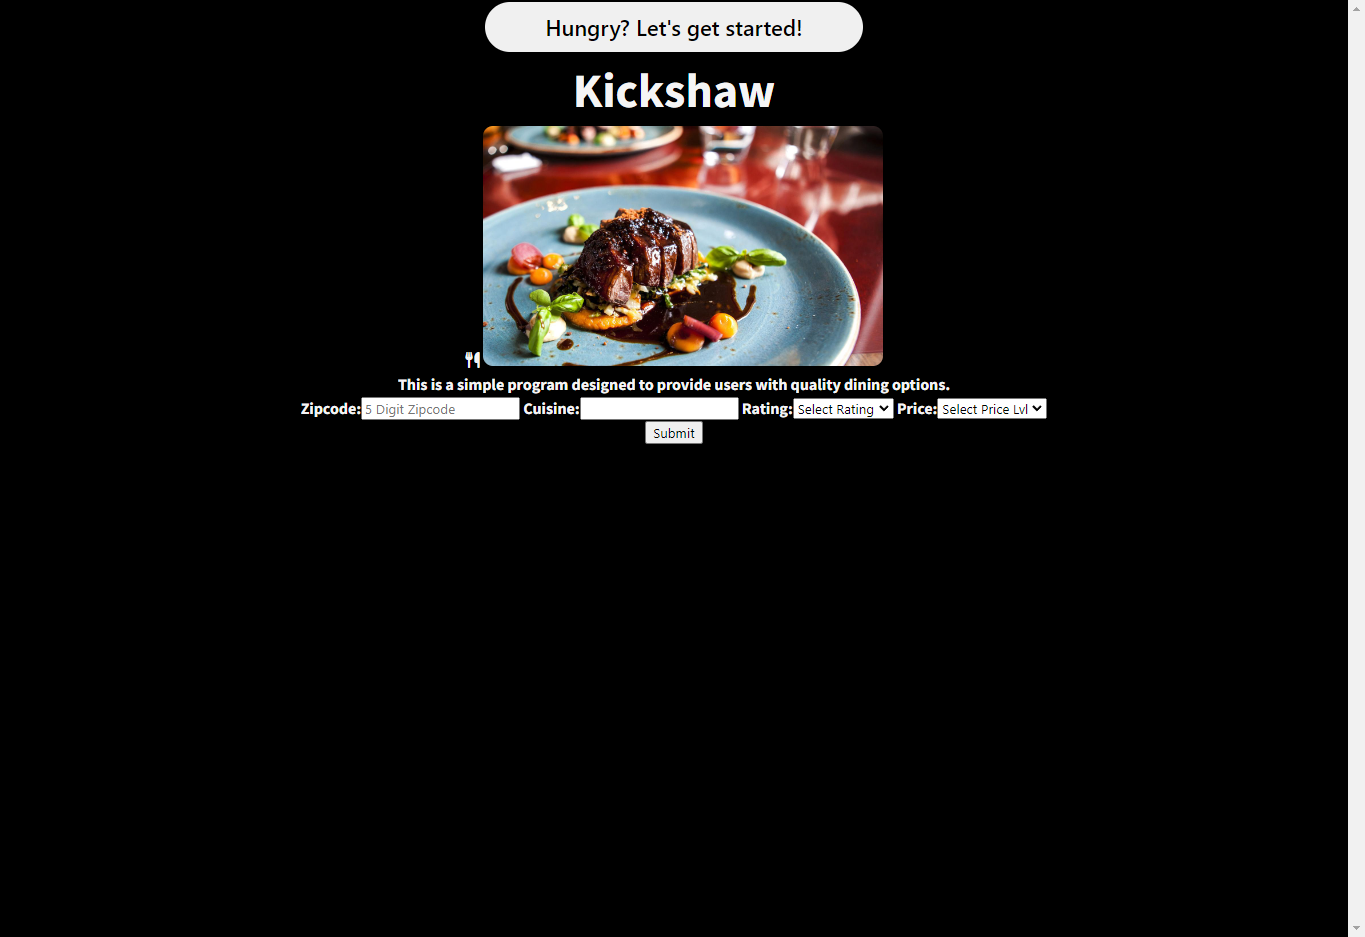 Hungry? Let's get started!
Kickshaw
This is a simple program designed to provide users with quality dining options.
Zipcode: 5 Digit Zipcode Cuisine: Rating: Select Rating Price: Select Price Lvl
Submit